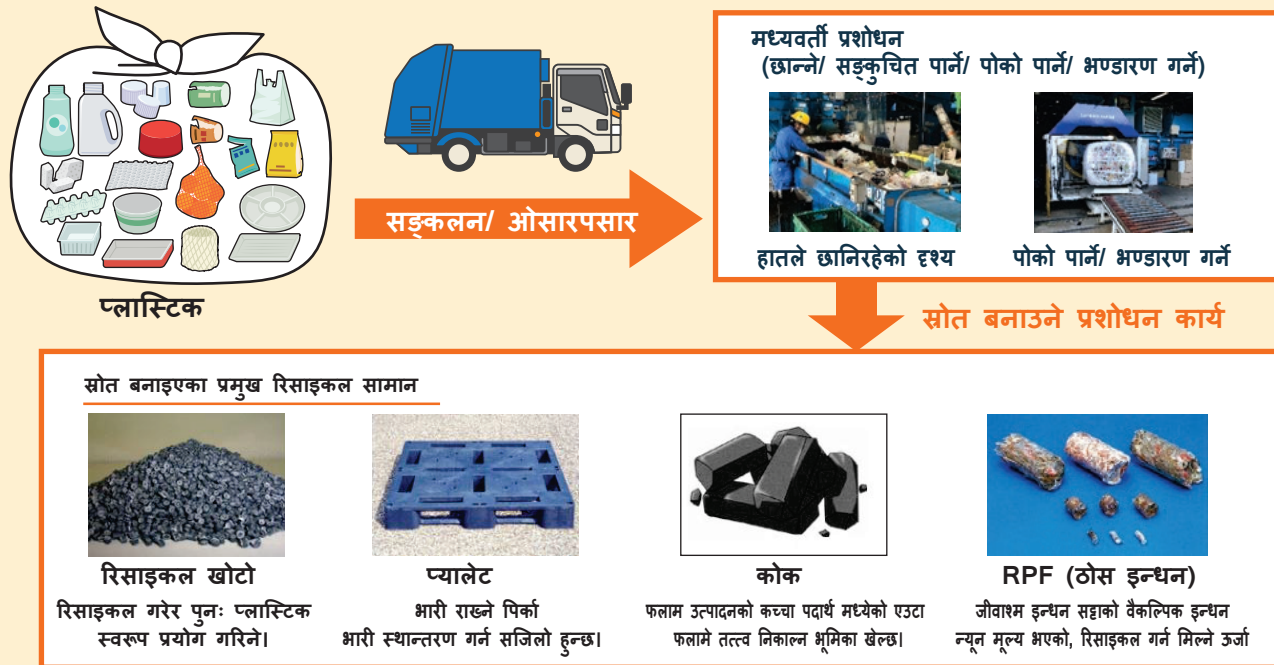 मध्यवर्ती प्रशोधन
(छान्ने/ सङ्कुचित पार्ने/ पोको पार्ने/ भण्डारण गर्ने)
सङ्कलन/ ओसारपसार
हातले छानिरहेको दृश्य
पोको पार्ने/ भण्डारण गर्ने
प्लास्टिक
स्रोत बनाउने प्रशोधन कार्य
स्रोत बनाइएका प्रमुख रिसाइकल सामान
रिसाइकल खोटो
रिसाइकल गरेर पुनः प्लास्टिक
स्वरूप प्रयोग गरिने।
प्यालेट
भारी राख्ने पिर्का
भारी स्थान्तरण गर्न सजिलो हुन्छ।
कोक
फलाम उत्पादनको कच्चा पदार्थ मध्येको एउटा
फलामे तत्त्व निकाल्न भूमिका खेल्छ।
RPF (ठोस इन्धन)
जीवाश्म इन्धन सट्टाको वैकल्पिक इन्धन
न्यून मूल्य भएको, रिसाइकल गर्न मिल्ने ऊर्जा